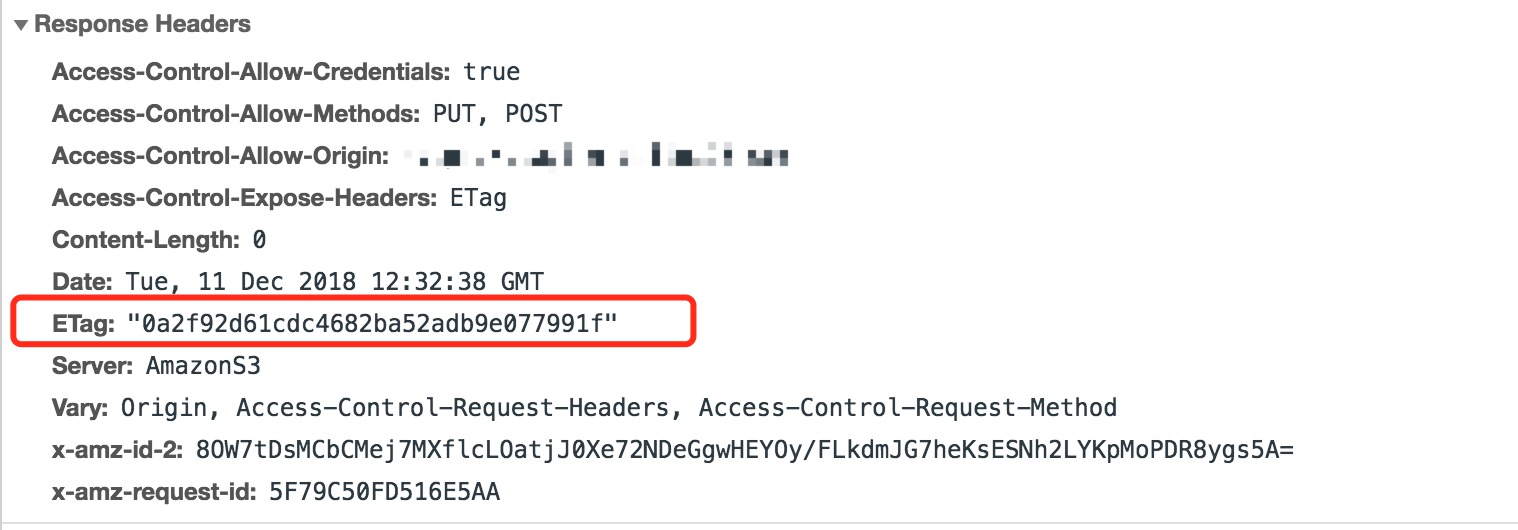 Response Headers
Access-Control-Allow-Credentials: true
Access-Control-Allow-Methods: PUT, POST
Access-Control-Allow-Origin:
Access-Control-Expose-Headers: ETag
Content-Length: 0
Date: Tue, 11 Dec 2018 12:32:38 GMT
ETag: "0a2f92d61cdc4682ba52adb9e077991f"
Server: AmazonS3
Vary: Origin, Access-Control-Request-Headers, Access-Control-Request-Method
x-amz-id-2: 8OW7tDsMCbCMej7MXflcLOatjJ0Xe72NDeGgwHEYOy/FLkdmJG7heKsESNh2LYKpMoPDR8ygs5A=
x-amz-request-id: 5F79C50FD516E5AA